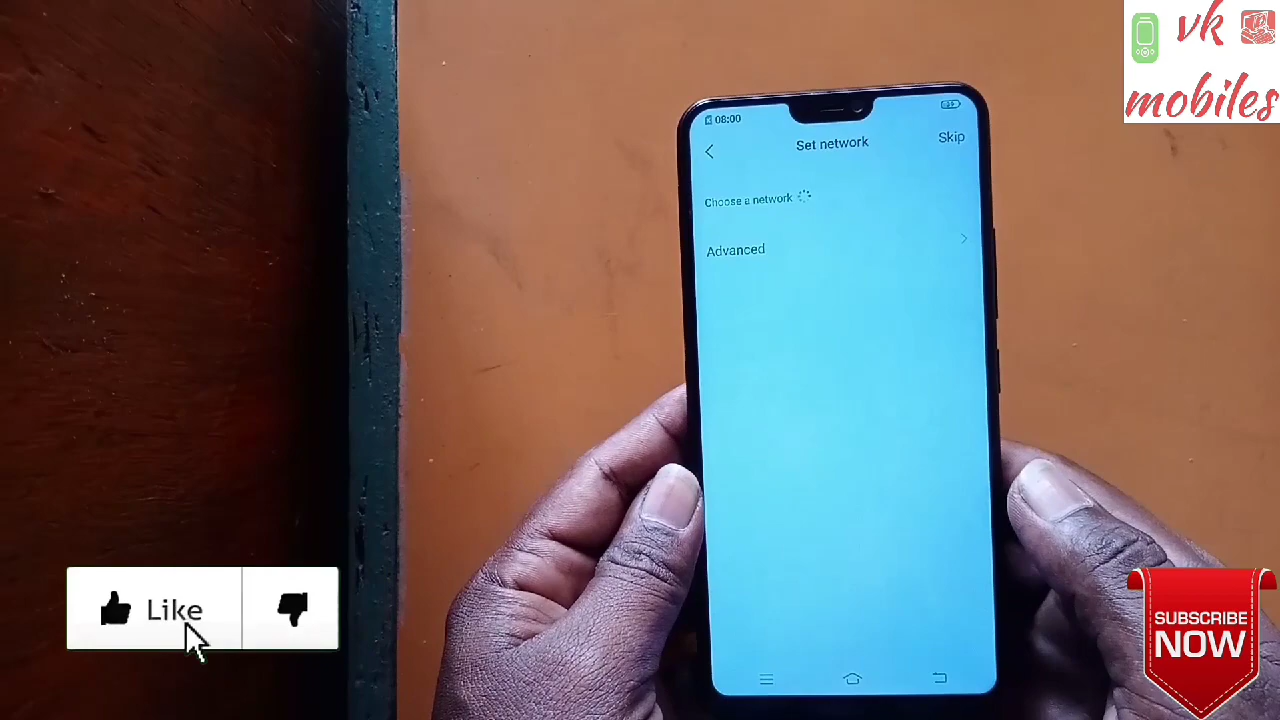 vk
mobiles
08:00
Set network
Skip
Choose a network
Advanced
Like
SUBSCRIBE
NOW